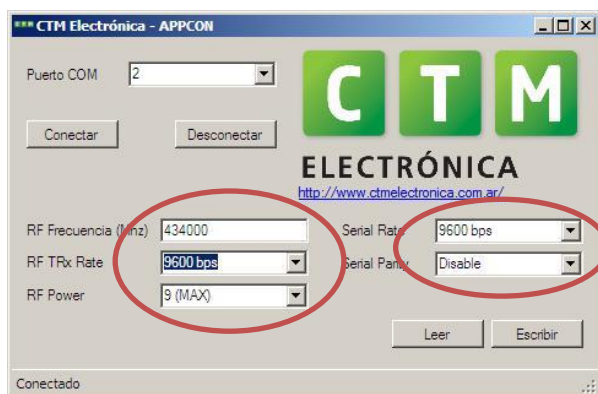 *** CTM Electrónica - APPCON
Puerto COM
2
Conectar
Desconectar
CTM
ELECTRÓNICA
http://www.ctmelectronica.com.ar/
RF Frecuencia (Mhz)
434000
Serial Rate
9600 bps
RF TRx Rate
9600 bps
Serial Parity
Disable
RF Power
9 (MAX)
Leer
Escribir
Conectado